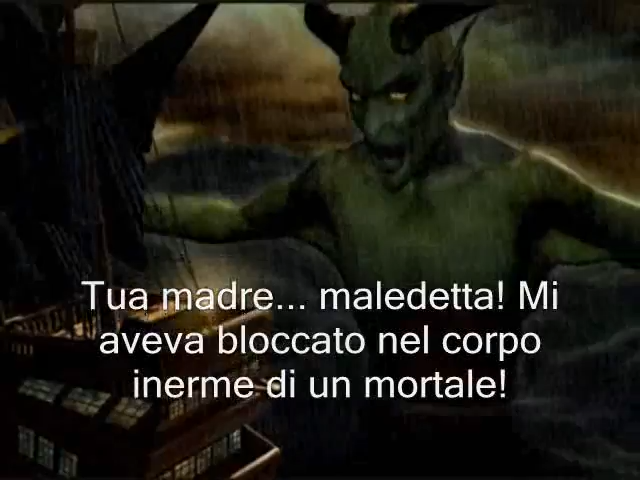 Tua madre... maledetta! Mi
aveva bloccato nel corpo
inerme di un mortale!